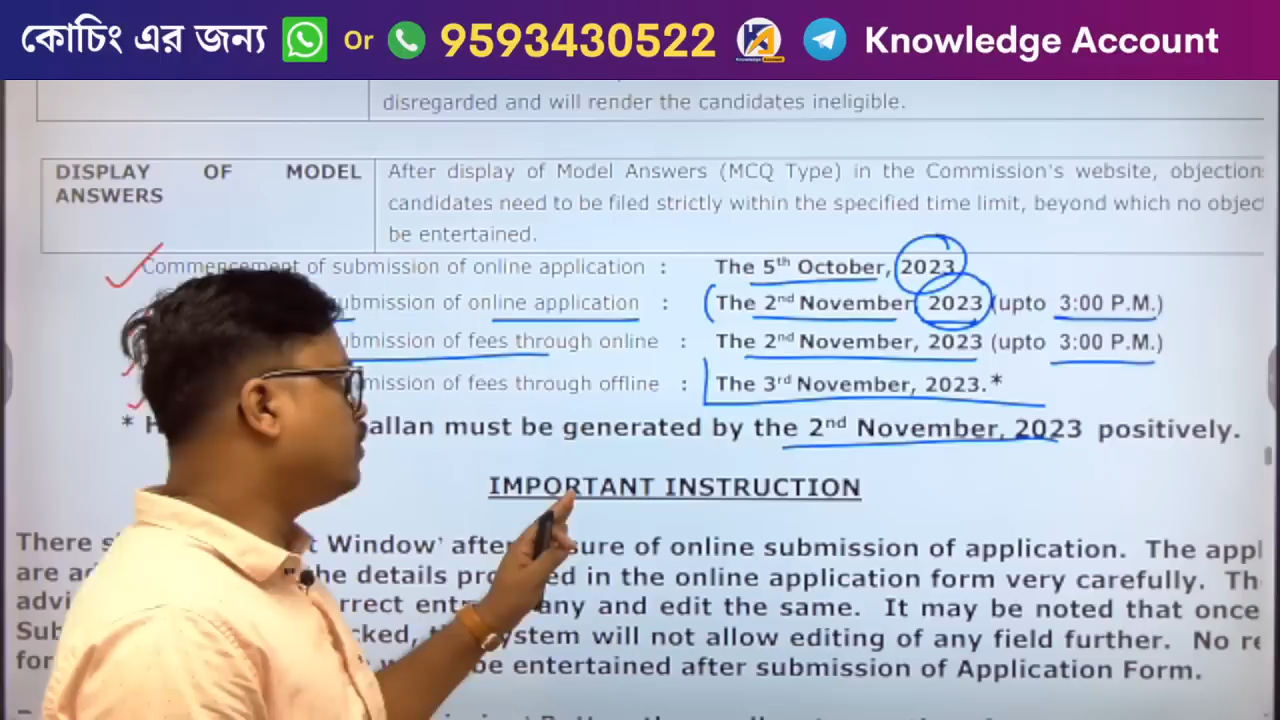 কোচিং এর জন্য Or 9593430522 Knowledge Account Knowledge Account
disregarded and will render the candidates ineligible.
DISPLAY OF MODEL ANSWERS
After display of Model Answers (MCQ Type) in the Commission's website, objection
candidates need to be filed strictly within the specified time limit, beyond which no objec
be entertained.
Commencement of submission of online application : The 5th October, 2023
ubmission of online application : The 2nd November, 2023 (upto 3:00 P.M.)
ubmission of fees through online : The 2nd November, 2023 (upto 3:00 P.M.)
mission of fees through offline : The 3rd November, 2023.*
* H allan must be generated by the 2nd November, 2023 positively.
IMPORTANT INSTRUCTION
There s t Window' after sure of online submission of application. The appl
are ad the details pro ed in the online application form very carefully. Th
advi rrect entr any and edit the same. It may be noted that once
Sub cked, t system will not allow editing of any field further. No re
for be entertained after submission of Application Form.